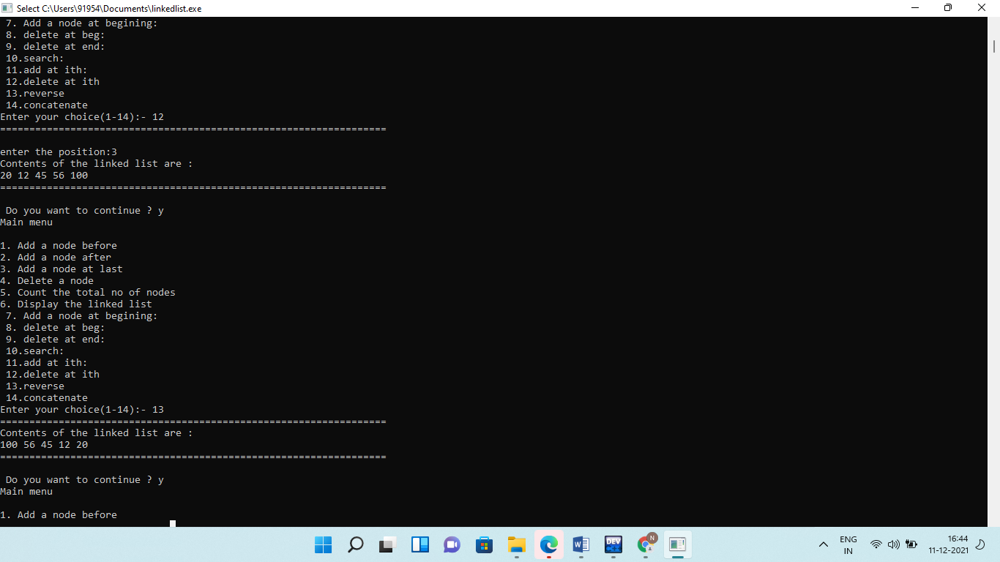 Select C:\Users\91954\Documents\linkedlist.exe
7. Add a node at begining:
8. delete at beg:
9. delete at end:
10.search:
11.add at ith:
12.delete at ith
13.reverse
14.concatenate
Enter your choice(1-14):- 12
==================================================================
enter the position:3
Contents of the linked list are :
20 12 45 56 100
==================================================================
Do you want to continue ? y
Main menu
1. Add a node before
2. Add a node after
3. Add a node at last
4. Delete a node
5. Count the total no of nodes
6. Display the linked list
7. Add a node at begining:
8. delete at beg:
9. delete at end:
10.search:
11.add at ith:
12.delete at ith
13.reverse
14.concatenate
Enter your choice(1-14):- 13
==================================================================
Contents of the linked list are :
100 56 45 12 20
==================================================================
Do you want to continue ? y
Main menu
1. Add a node before
W
DEV
N
ENG
IN
16:44
11-12-2021